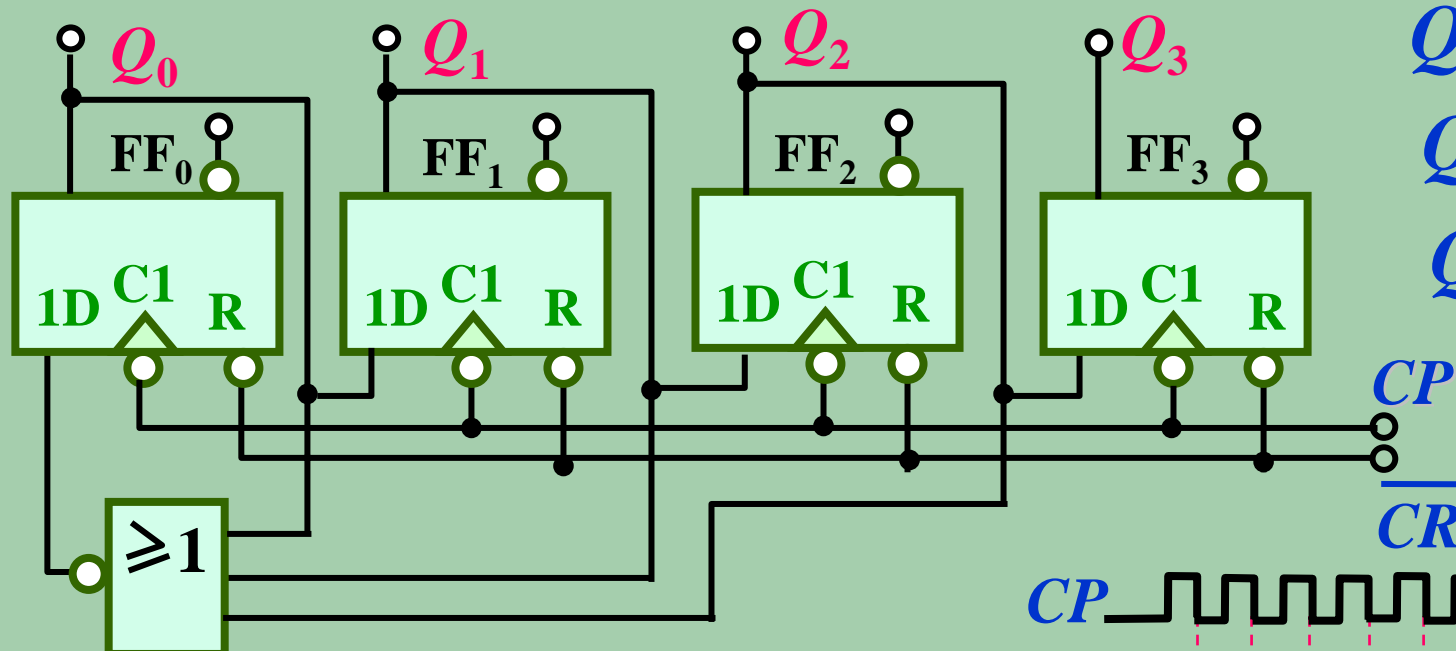 Q0 Q1 Q2 Q3 Q
FF0 FF1 FF2 FF3 Q
Q
1D C1 R 1D C1 R 1D C1 R 1D C1 R
CP
CR
≥1
CP